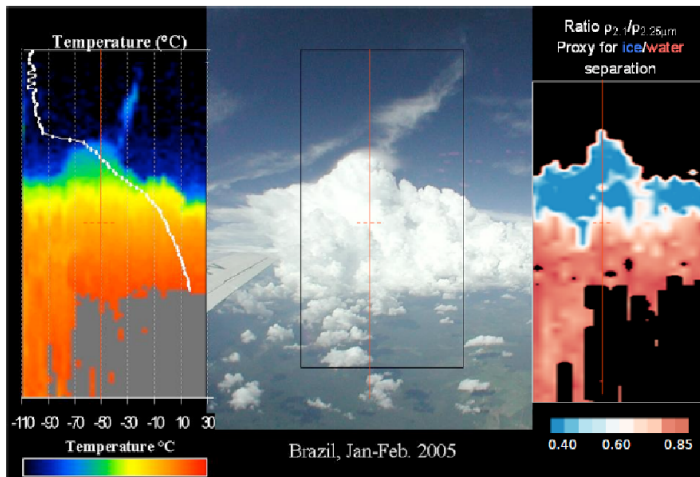 Temperature (°C)
-110 -90 -70 -50 -30 -10 10 30
Temperature °C
Brazil, Jan-Feb. 2005
Ratio ρ2.1/ρ2.25μm
Proxy for ice/water
separation
0.40 0.60 0.85